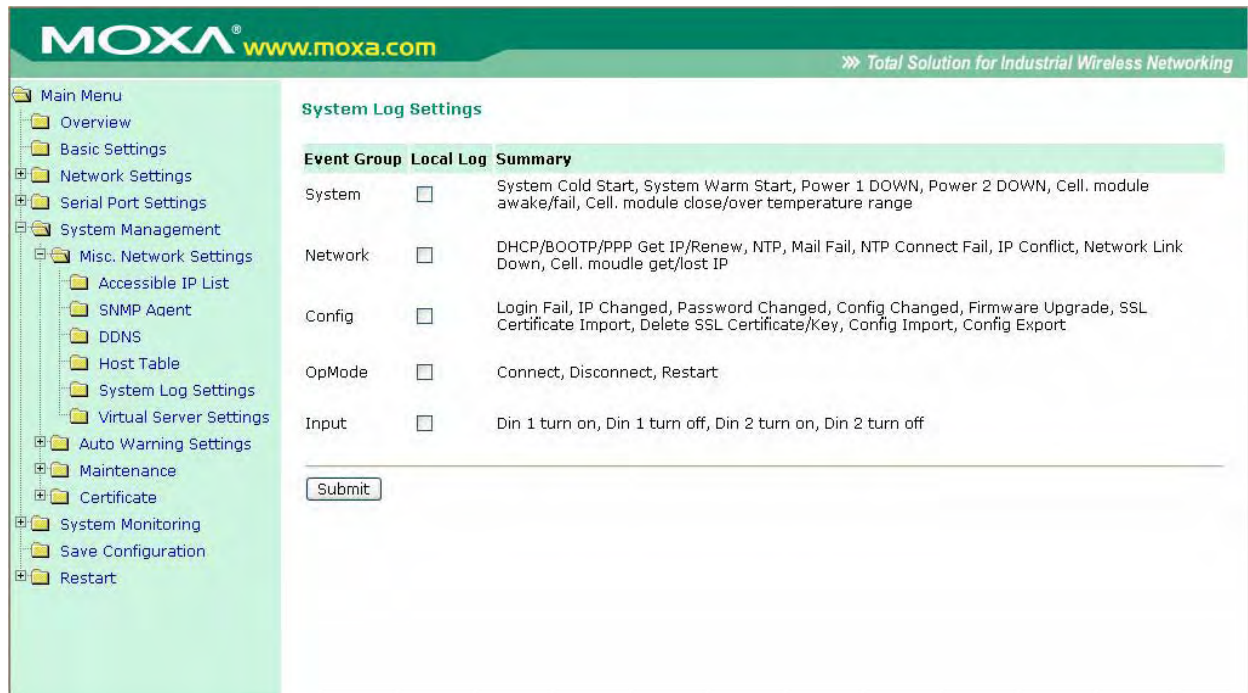 MOXA® www.moxa.com
>>> Total Solution for Industrial Wireless Networking
Main Menu
Overview
Basic Settings
Network Settings
Serial Port Settings
System Management
Misc. Network Settings
Accessible IP List
SNMP Agent
DDNS
Host Table
System Log Settings
Virtual Server Settings
Auto Warning Settings
Maintenance
Certificate
System Monitoring
Save Configuration
Restart
System Log Settings
Event Group Local Log Summary
System System Cold Start, System Warm Start, Power 1 DOWN, Power 2 DOWN, Cell. module
awake/fail, Cell. module close/over temperature range
Network DHCP/BOOTP/PPP Get IP/Renew, NTP, Mail Fail, NTP Connect Fail, IP Conflict, Network Link
Down, Cell. moudle get/lost IP
Config Login Fail, IP Changed, Password Changed, Config Changed, Firmware Upgrade, SSL
Certificate Import, Delete SSL Certificate/Key, Config Import, Config Export
OpMode Connect, Disconnect, Restart
Input Din 1 turn on, Din 1 turn off, Din 2 turn on, Din 2 turn off
Submit